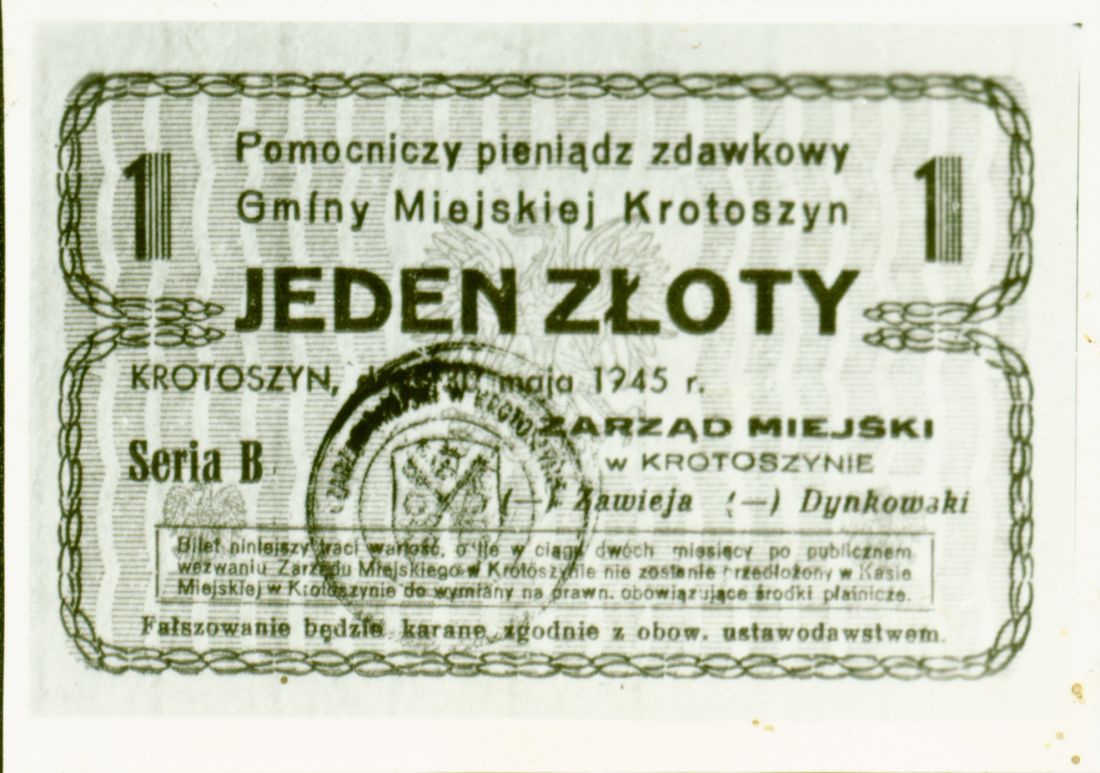 Pomocniczy pieniądz zdawkowy
1 Gminy Miejskiej Krotoszyn 1
JEDEN ZŁOTY
KROTOSZYN, maja 1945 r.
ZARZĄD MIEJSKI
Seria B w KROTOSZYNIE
(—) Zawieja (—) Dynkowski
Bilet niniejszy traci wartość, o ile w ciągu dwóch miesięcy po publicznem
wezwaniu Zarządu Miejskiego w Krotoszynie nie zostanie przedłożony w Kasie
Miejskiej w Krotoszynie do wymiany na prawn. obowiązujące środki płatnicze.
Fałszowanie będzie karane zgodnie z obow. ustawodawstwem.